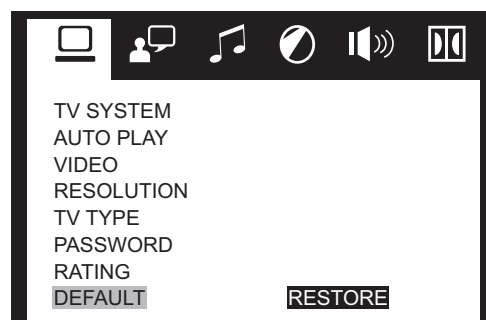 TV SYSTEM
AUTO PLAY
VIDEO
RESOLUTION
TV TYPE
PASSWORD
RATING
DEFAULT RESTORE